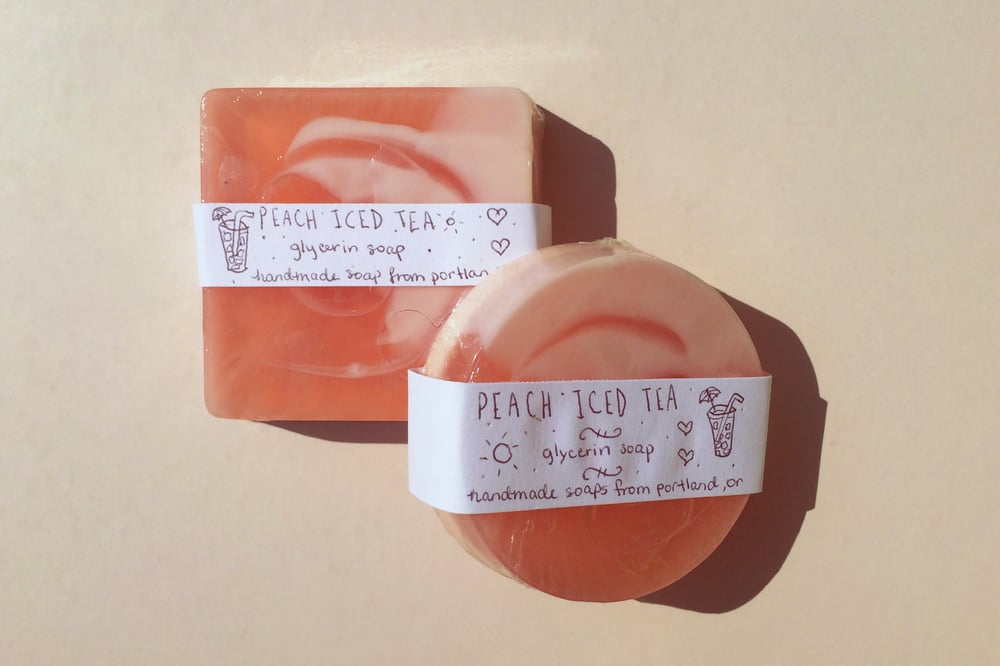 PEACH ICED TEA
glycerin soap
handmade soap from portlan
PEACH ICED TEA
glycerin soap
handmade soaps from portland, or